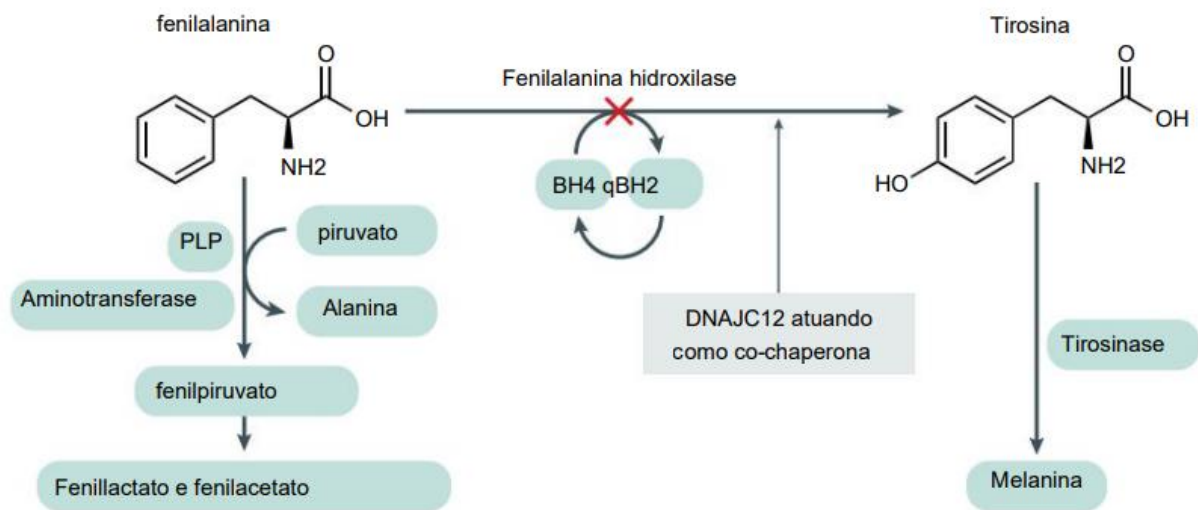 fenilalanina
Tirosina
O
OH
NH2
Fenilalanina hidroxilase
O
OH
NH2
HO
BH4 qBH2
PLP
piruvato
Aminotransferase
Alanina
DNAJC12 atuando
como co-chaperona
Tirosinase
fenilpiruvato
Fenillactato e fenilacetato
Melanina